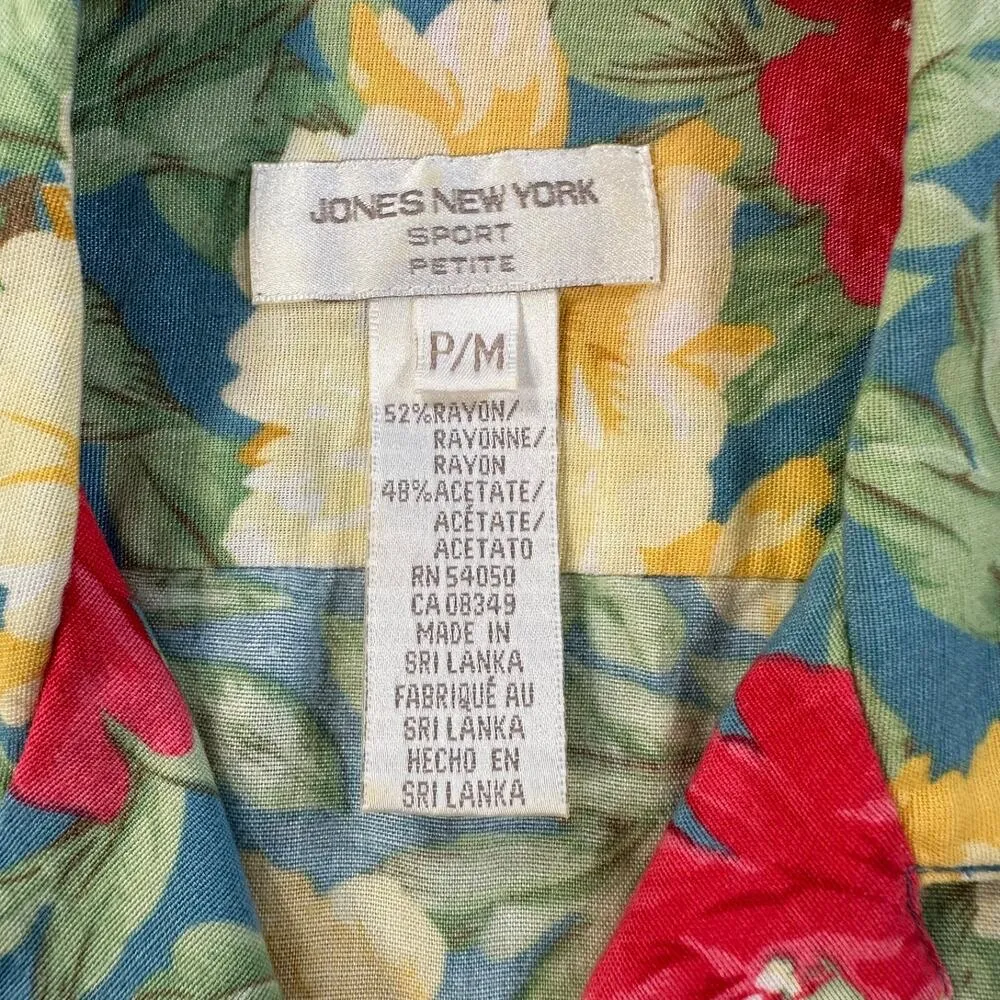 JONES NEW YORK
SPORT
PETITE
P/M
52%RAYON/
RAYONNE/
RAYON
48%ACETATE/
ACÉTATE/
ACETATO
RN 54050
CA 08349
MADE IN
SRI LANKA
FABRIQUÉ AU
SRI LANKA
HECHO EN
SRI LANKA